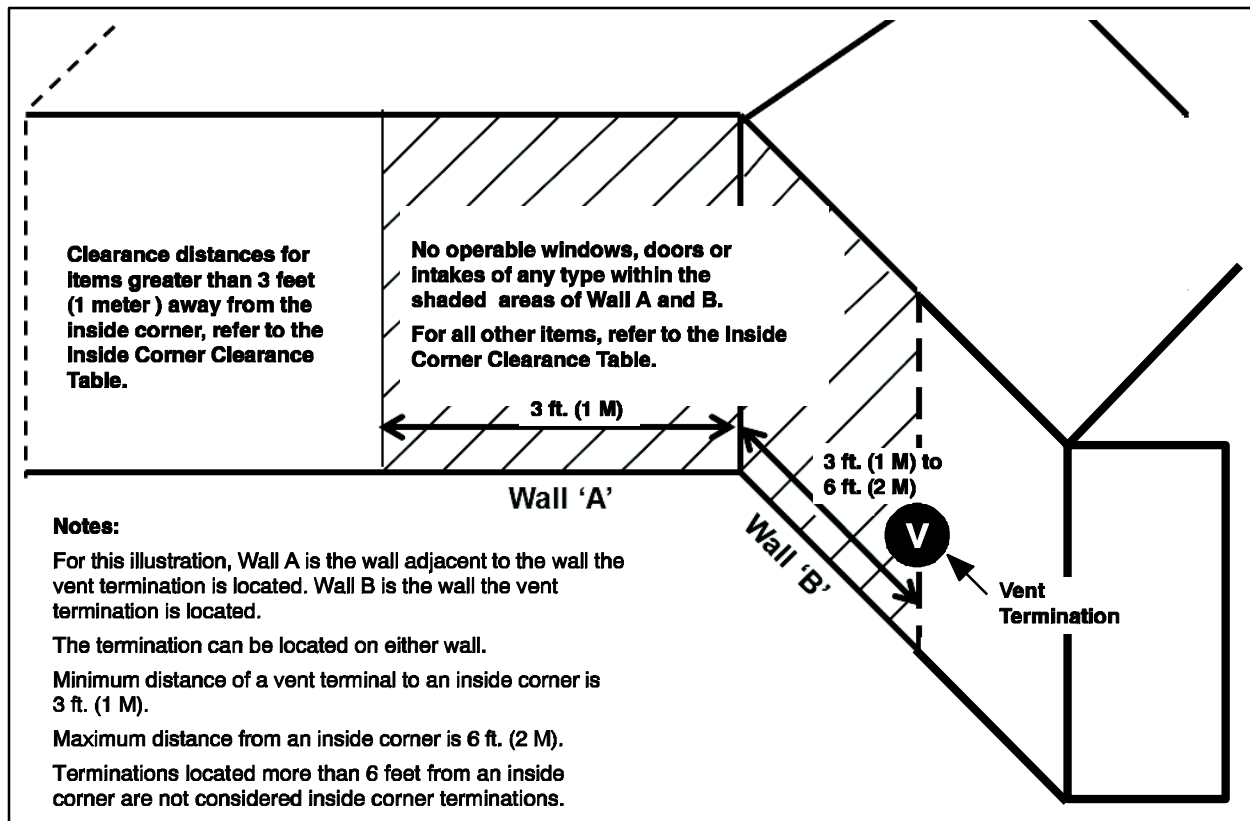 Clearance distances for
items greater than 3 feet
(1 meter ) away from the
inside corner, refer to the
Inside Corner Clearance
Table.
No operable windows, doors or
intakes of any type within the
shaded areas of Wall A and B.
For all other items, refer to the Inside
Corner Clearance Table.
3 ft. (1 M)
3 ft. (1 M) to
6 ft. (2 M)
Wall ‘A’
Wall ‘B’
V
Vent
Termination
Notes:
For this illustration, Wall A is the wall adjacent to the wall the
vent termination is located. Wall B is the wall the vent
termination is located.
The termination can be located on either wall.
Minimum distance of a vent terminal to an inside corner is
3 ft. (1 M).
Maximum distance from an inside corner is 6 ft. (2 M).
Terminations located more than 6 feet from an inside
corner are not considered inside corner terminations.